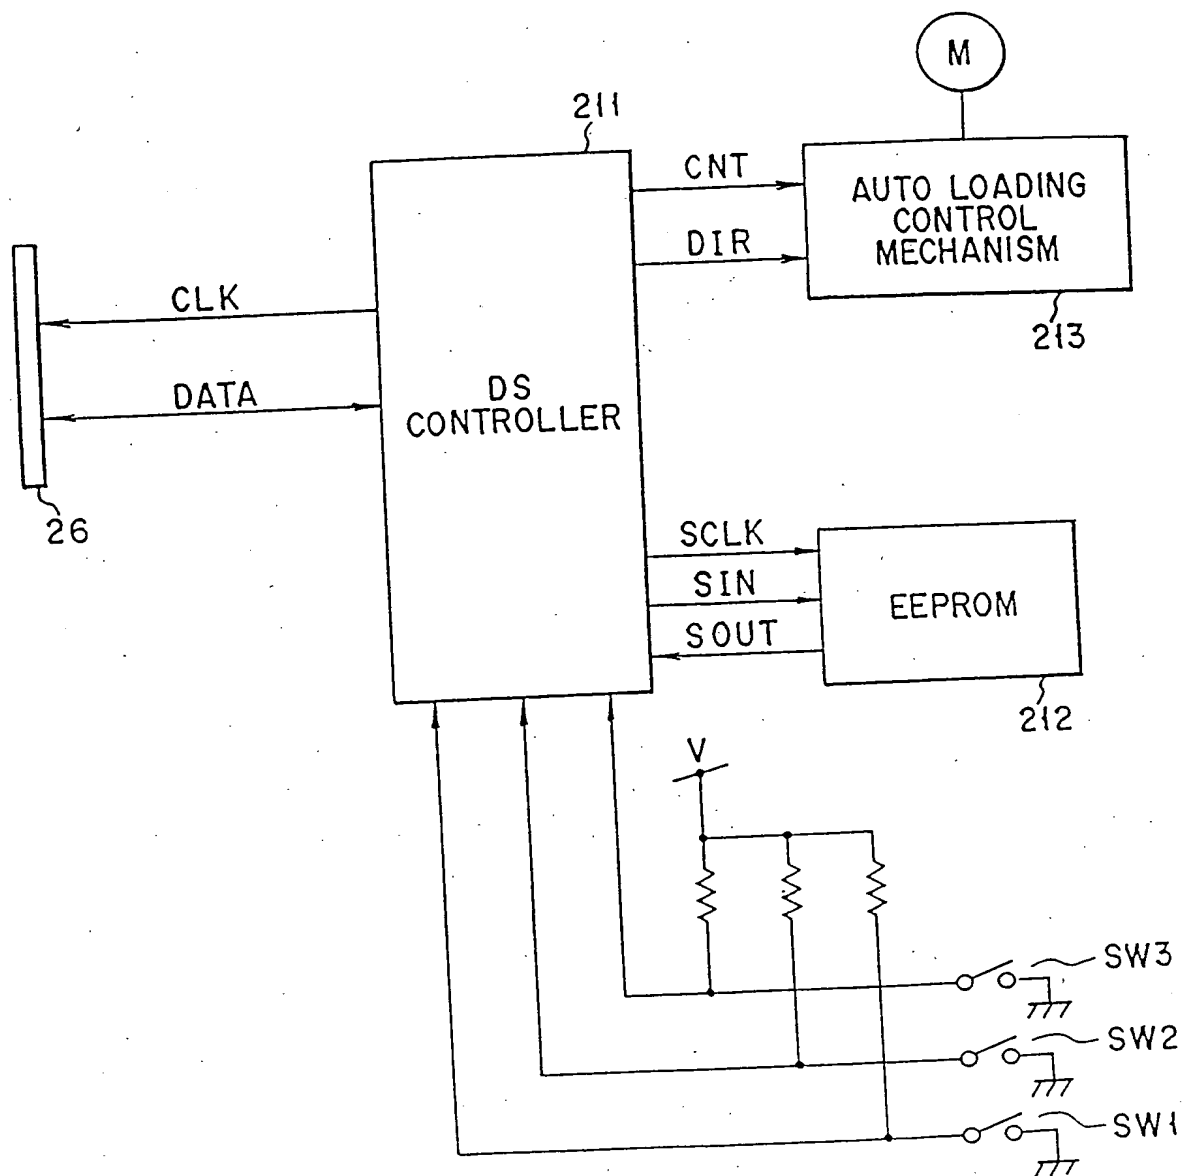 M
211
CNT
AUTO LOADING
CONTROL
MECHANISM
DIR
CLK
213
DATA
DS
CONTROLLER
26
SCLK
SIN
EEPROM
SOUT
212
V
SW3
SW2
SW1